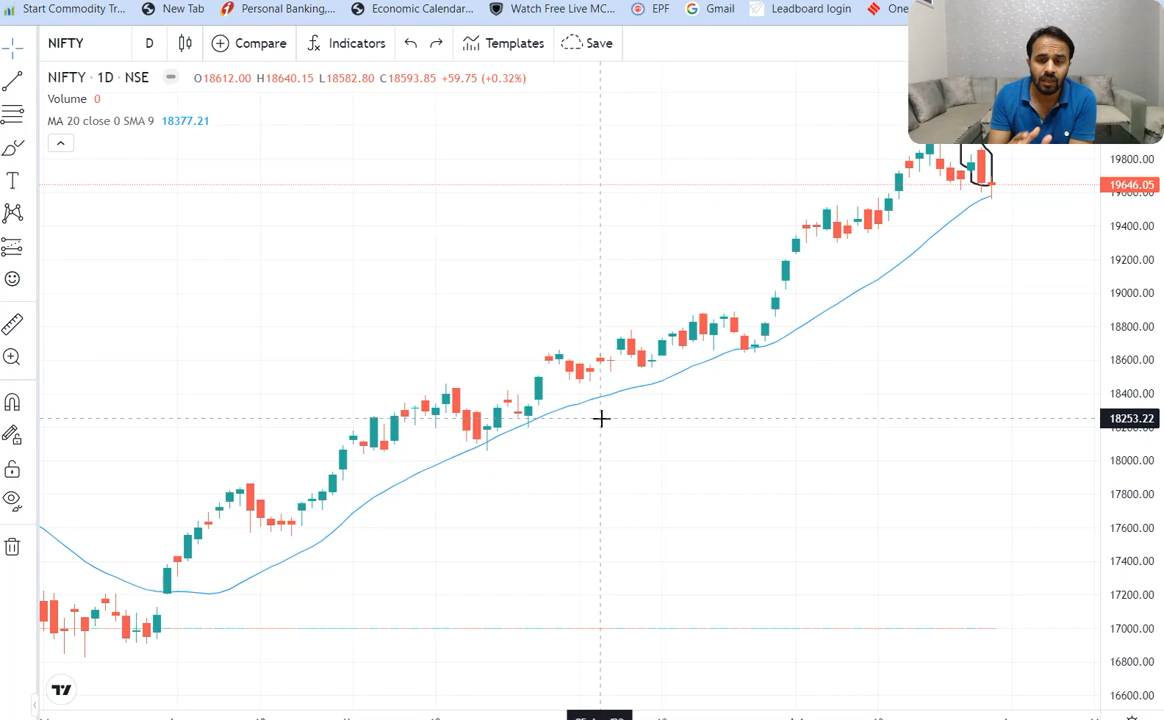 Start Commodity Tr...
New Tab
Personal Banking,...
Economic Calendar...
Watch Free Live MC...
EPF
Gmail
Leadboard login
One
NIFTY
D
Compare
Indicators
Templates
Save
NIFTY · 1D · NSE O18612.00 H18640.15 L18582.80 C18593.85 +59.75 (+0.32%)
Volume 0
MA 20 close 0 SMA 9 18377.21
19800.00
19646.05
19600.00
19400.00
19200.00
19000.00
18800.00
18600.00
18400.00
18253.22
18200.00
18000.00
17800.00
17600.00
17400.00
17200.00
17000.00
16800.00
16600.00